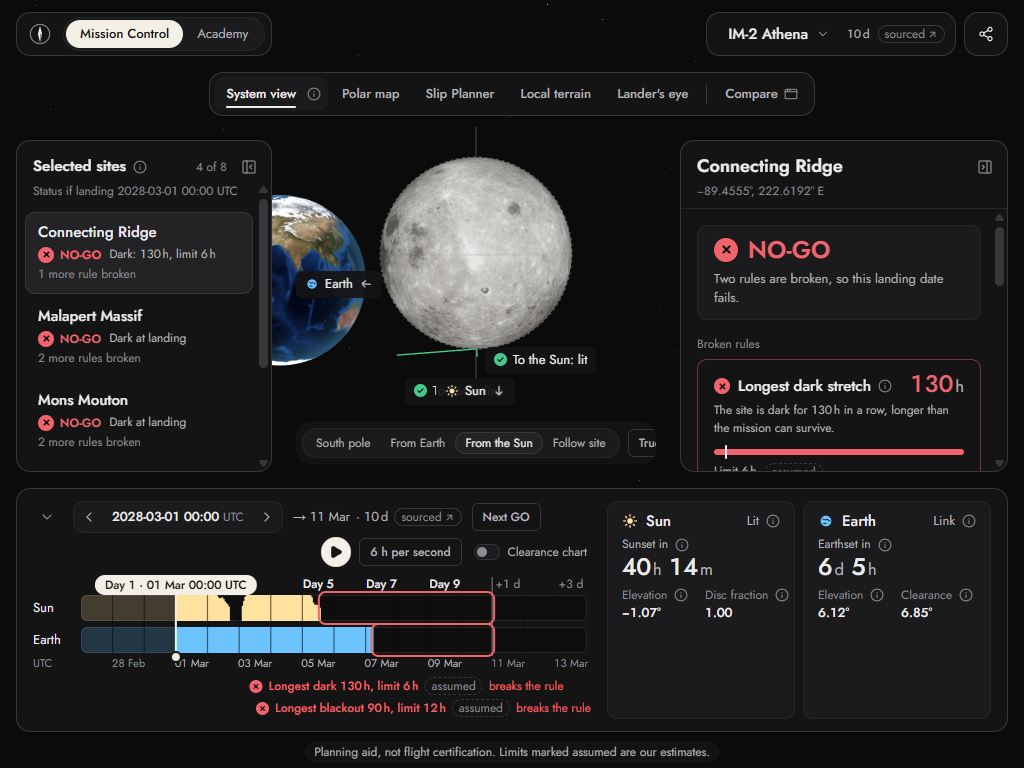 Mission Control
Academy
IM-2 Athena
10 d
sourced ↗
System view
Polar map
Slip Planner
Local terrain
Lander's eye
Compare
Selected sites
4 of 8
Status if landing 2028-03-01 00:00 UTC
Connecting Ridge
NO-GO Dark: 130 h, limit 6 h
1 more rule broken
Malapert Massif
NO-GO Dark at landing
2 more rules broken
Mons Mouton
NO-GO Dark at landing
2 more rules broken
Earth ←
To the Sun: lit
Sun ↓
South pole
From Earth
From the Sun
Follow site
Connecting Ridge
−89.4555°, 222.6192° E
NO-GO
Two rules are broken, so this landing date
fails.
Broken rules
Longest dark stretch
130 h
The site is dark for 130 h in a row, longer than
the mission can survive.
Limit 6 h assumed
2028-03-01 00:00 UTC
→ 11 Mar · 10 d
sourced ↗
Next GO
6 h per second
Clearance chart
Day 1 · 01 Mar 00:00 UTC
Day 5
Day 7
Day 9
+1 d
+3 d
Sun
Earth
UTC
28 Feb
01 Mar
03 Mar
05 Mar
07 Mar
09 Mar
11 Mar
13 Mar
Longest dark 130 h, limit 6 h assumed breaks the rule
Longest blackout 90 h, limit 12 h assumed breaks the rule
Sun
Lit
Sunset in
40 h 14 m
Elevation
Disc fraction
−1.07°
1.00
Earth
Link
Earthset in
6 d 5 h
Elevation
Clearance
6.12°
6.85°
Planning aid, not flight certification. Limits marked assumed are our estimates.